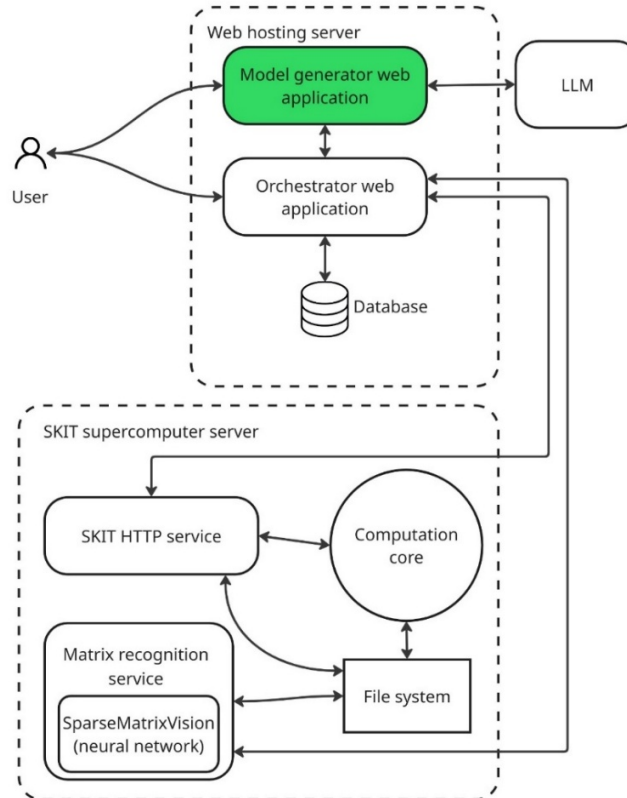 Web hosting server
Model generator web
application
LLM
User
Orchestrator web
application
Database
SKIT supercomputer server
SKIT HTTP service
Computation
core
Matrix recognition
service
SparseMatrixVision
(neural network)
File system